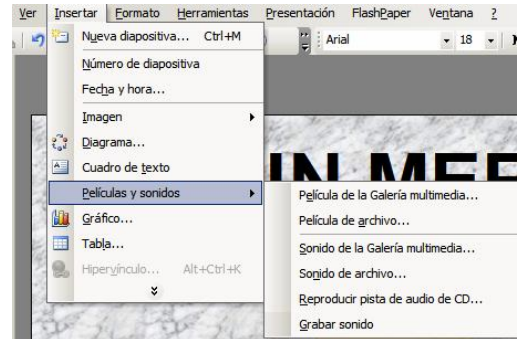 Ver Insertar Formato Herramientas Presentación FlashPaper Ventana ?
Arial 18
Nueva diapositiva... Ctrl+M
Número de diapositiva
Fecha y hora...
Imagen
Diagrama...
Cuadro de texto
Películas y sonidos
Gráfico...
Tabla...
Hipervínculo... Alt+Ctrl+K
Película de la Galería multimedia...
Película de archivo...
Sonido de la Galería multimedia...
Sonido de archivo...
Reproducir pista de audio de CD...
Grabar sonido